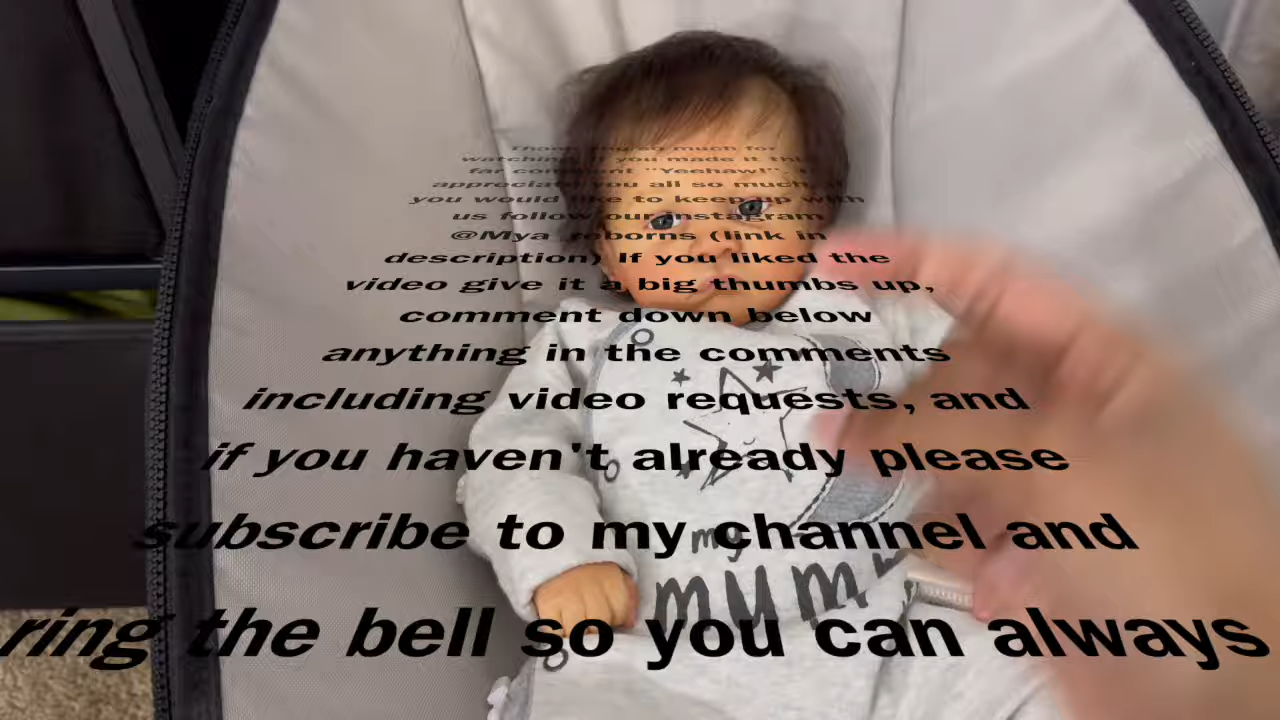 Thank you so much for
watching. If you made it this
far comment "Yeehaw!" I
appreciate you all so much. If
you would like to keep up with
us follow our instagram
@Mya_reborns (link in
description) If you liked the
video give it a big thumbs up,
comment down below
anything in the comments
including video requests, and
if you haven't already please
subscribe to my channel and
ring the bell so you can always
my
mummy